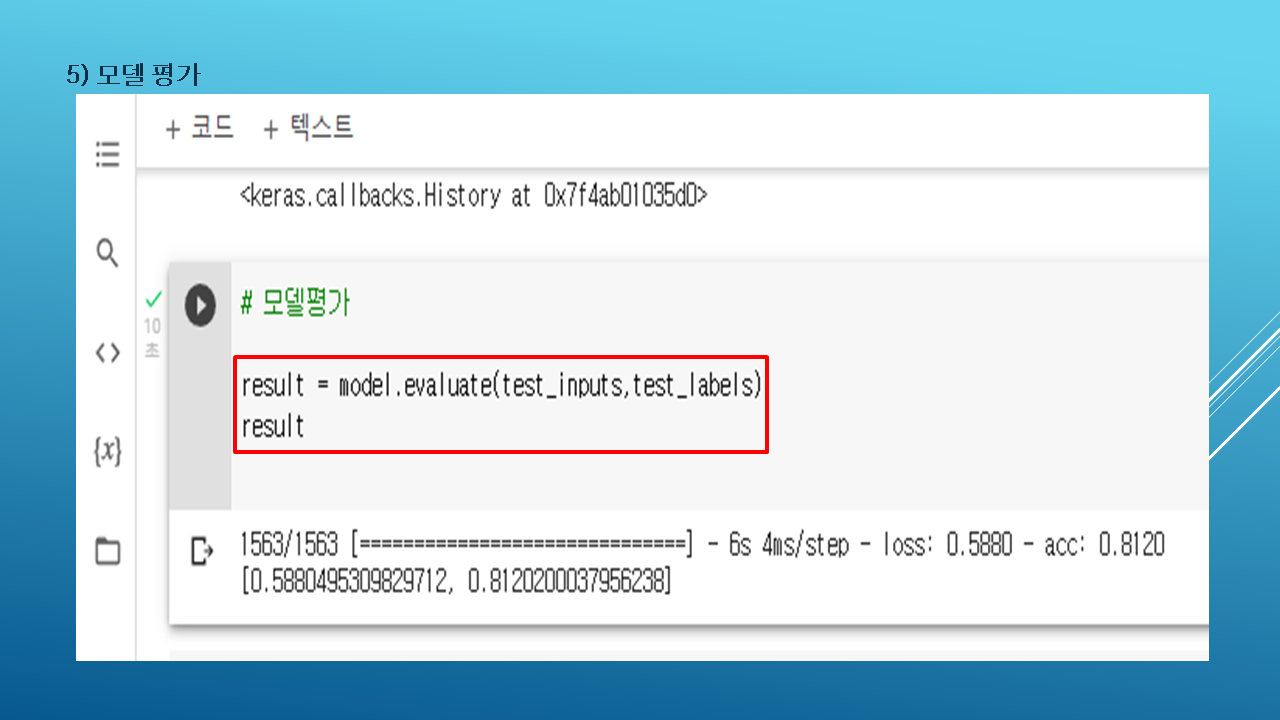 5) 모델 평가
+ 코드 + 텍스트
<keras.callbacks.History at 0x7f4ab01035d0>
# 모델평가
10
초
result = model.evaluate(test_inputs,test_labels)
result
{x}
1563/1563 [==============================] - 6s 4ms/step - loss: 0.5880 - acc: 0.8120
[0.5880495309829712, 0.8120200037956238]